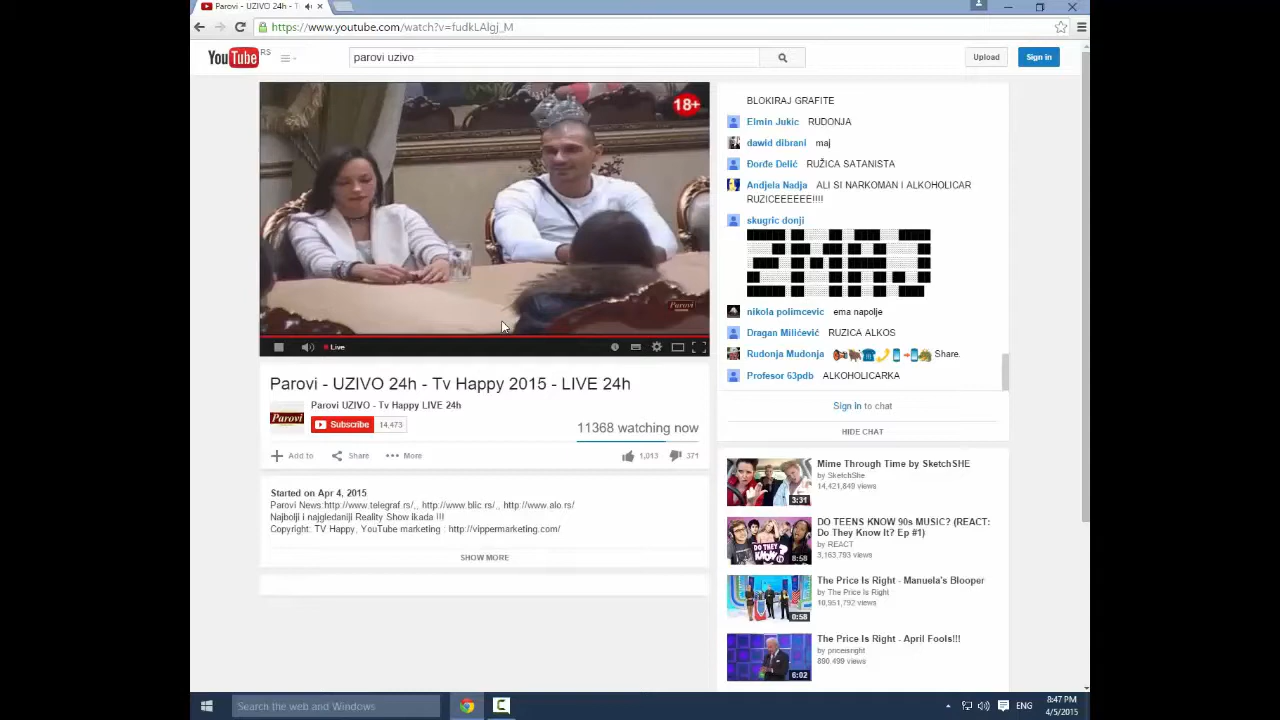 Parovi - UZIVO 24h - T
https://www.youtube.com/watch?v=fudkLAlgj_M
YouTube RS
parovi uzivo
Upload
Sign in
18+
Parovi
Live
BLOKIRAJ GRAFITE
Elmin Jukic RUDONJA
dawid dibrani maj
Đorđe Delić RUŽICA SATANISTA
Andjela Nadja ALI SI NARKOMAN I ALKOHOLICAR
RUZICEEEEEE!!!!
skugric donji
nikola polimcevic ema napolje
Dragan Milićević RUZICA ALKOS
Rudonja Mudonja Share.
Profesor 63pdb ALKOHOLICARKA
Sign in to chat
HIDE CHAT
Parovi - UZIVO 24h - Tv Happy 2015 - LIVE 24h
Parovi
Parovi UZIVO - Tv Happy LIVE 24h
Subscribe 14,473
11368 watching now
Add to Share More 1,013 371
Started on Apr 4, 2015
Parovi News:http://www.telegraf.rs/,, http://www.blic.rs/,, http://www.alo.rs/
Najbolji i najgledaniji Reality Show ikada !!!
Copyright: TV Happy, YouTube marketing : http://vippermarketing.com/
SHOW MORE
Mime Through Time by SketchSHE
by SketchShe
14,421,849 views
3:31
DO TEENS KNOW 90s MUSIC? (REACT:
Do They Know It? Ep #1)
by REACT
3,163,793 views
8:58
The Price Is Right - Manuela's Blooper
by The Price Is Right
10,951,792 views
0:58
The Price Is Right - April Fools!!!
by priceisright
890,499 views
6:02
Search the web and Windows
ENG
8:47 PM
4/5/2015